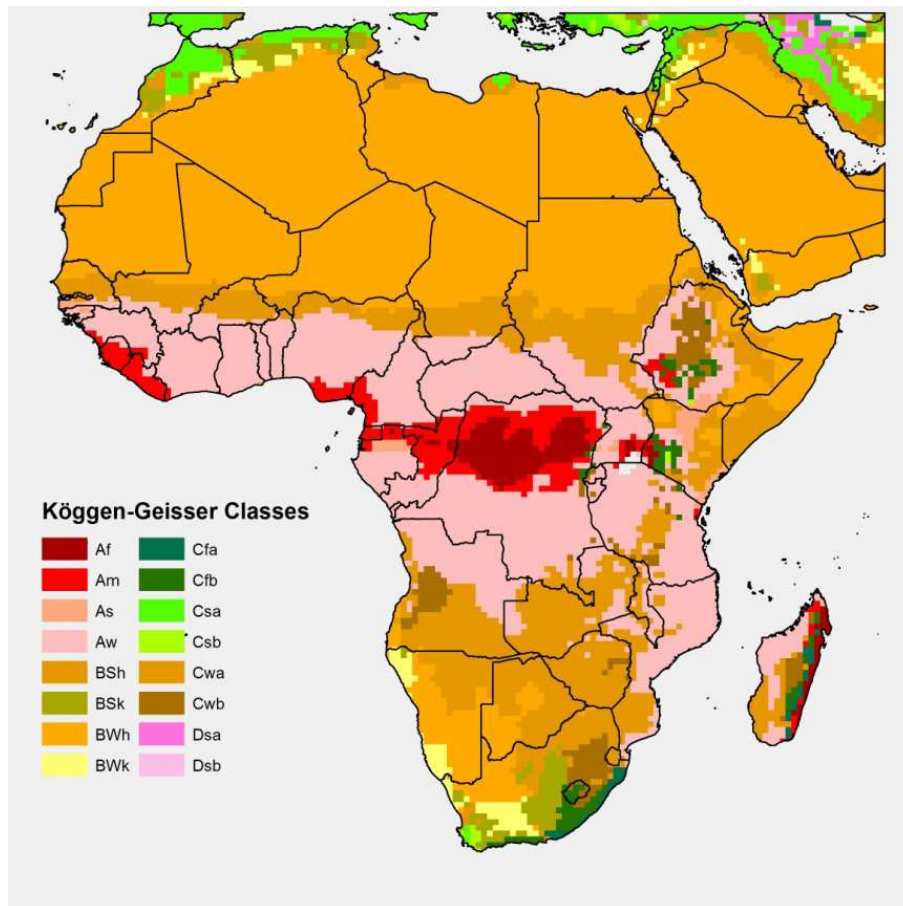 Köggen-Geisser Classes
Af
Am
As
Aw
BSh
BSk
BWh
BWk
Cfa
Cfb
Csa
Csb
Cwa
Cwb
Dsa
Dsb